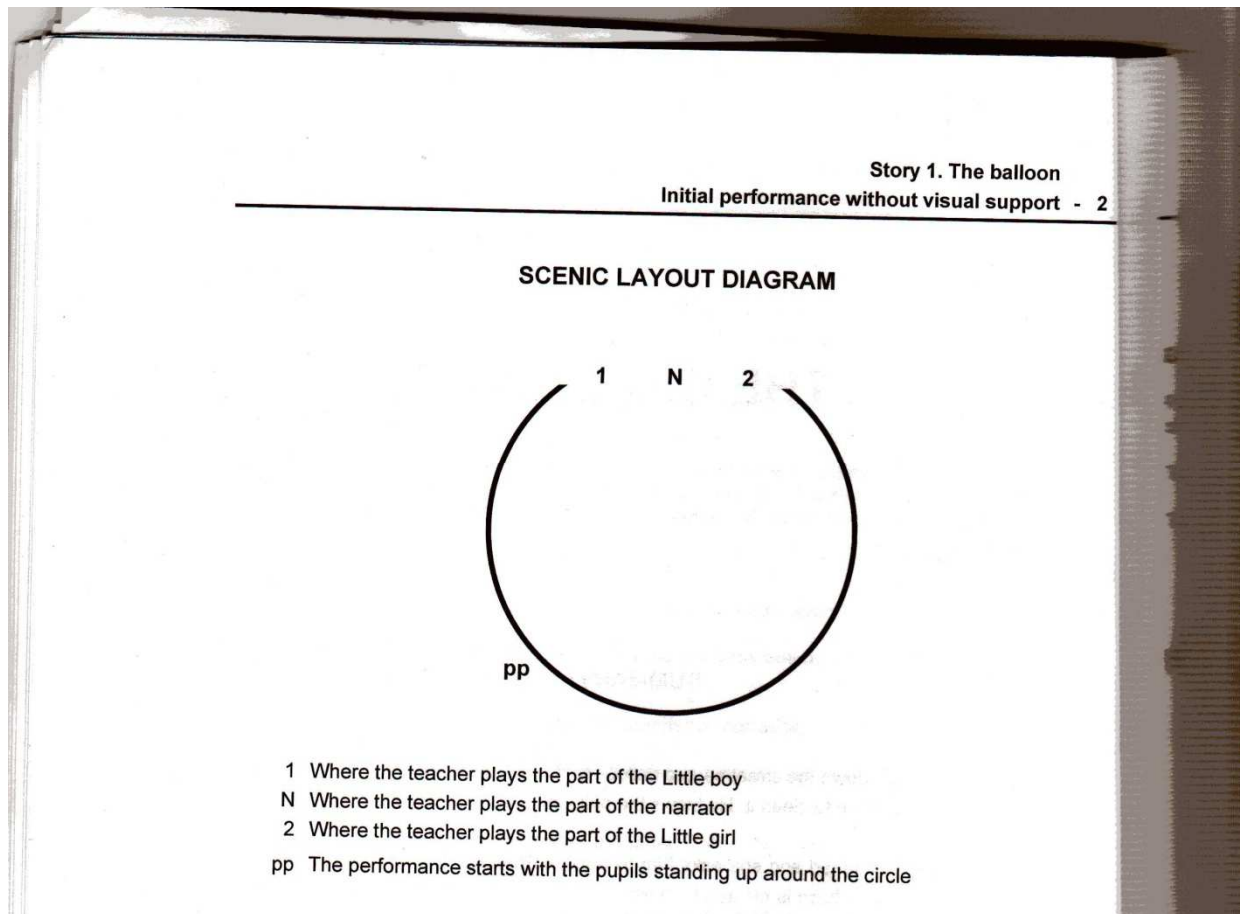 Story 1. The balloon
Initial performance without visual support - 2
SCENIC LAYOUT DIAGRAM
1 N 2
pp
1 Where the teacher plays the part of the Little boy
N Where the teacher plays the part of the narrator
2 Where the teacher plays the part of the Little girl
pp The performance starts with the pupils standing up around the circle